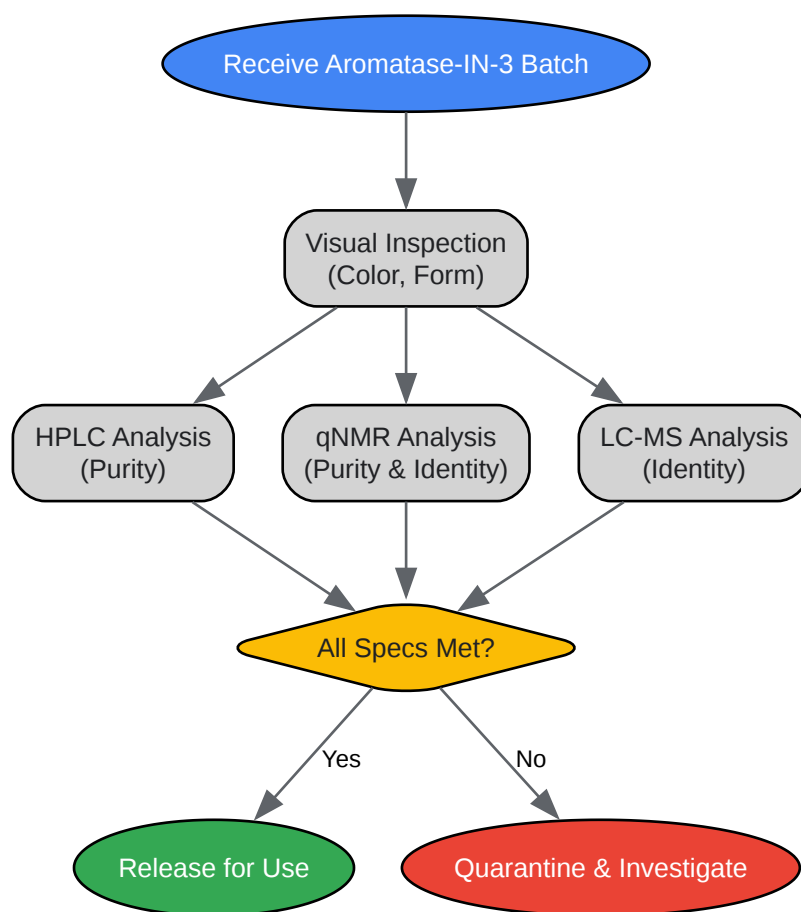 Receive Aromatase-IN-3 Batch
Visual Inspection
(Color, Form)
HPLC Analysis
(Purity)
qNMR Analysis
(Purity & Identity)
LC-MS Analysis
(Identity)
All Specs Met?
Yes
No
Release for Use
Quarantine & Investigate